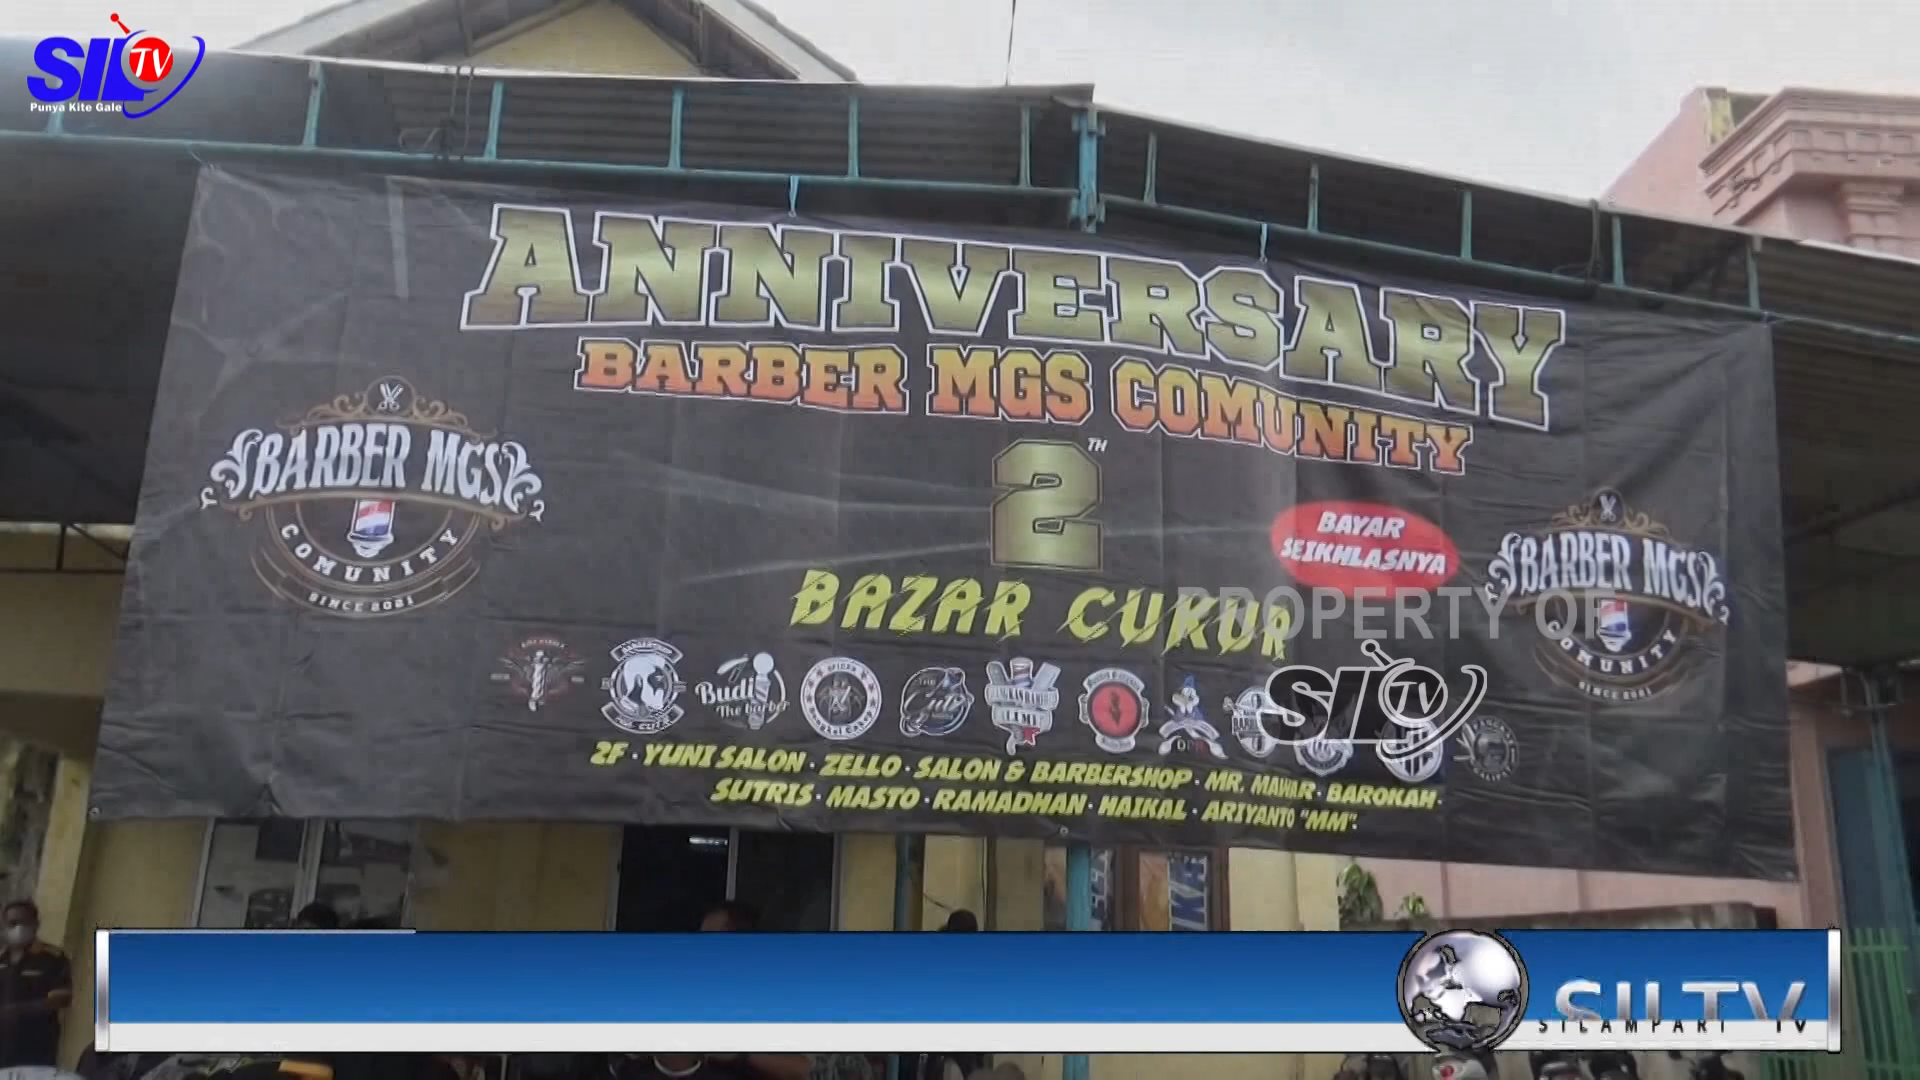 SIL TV
Punya Kite Gale
ANNIVERSARY
BARBER MGS COMUNITY
2TH
BAYAR
SEIKHLASNYA
BARBER MGS
COMUNITY
SINCE 2021
BARBER MGS
COMUNITY
SINCE 2021
BAZAR CUKUR
PROPERTY OF
SIL TV
Budi
The barber
2F · YUNI SALON · ZELLO · SALON & BARBERSHOP · MR. MAWAR · BAROKAH ·
SUTRIS · MASTO · RAMADHAN · HAIKAL · ARIYANTO "MM".
SILTV
SILAMPARI TV